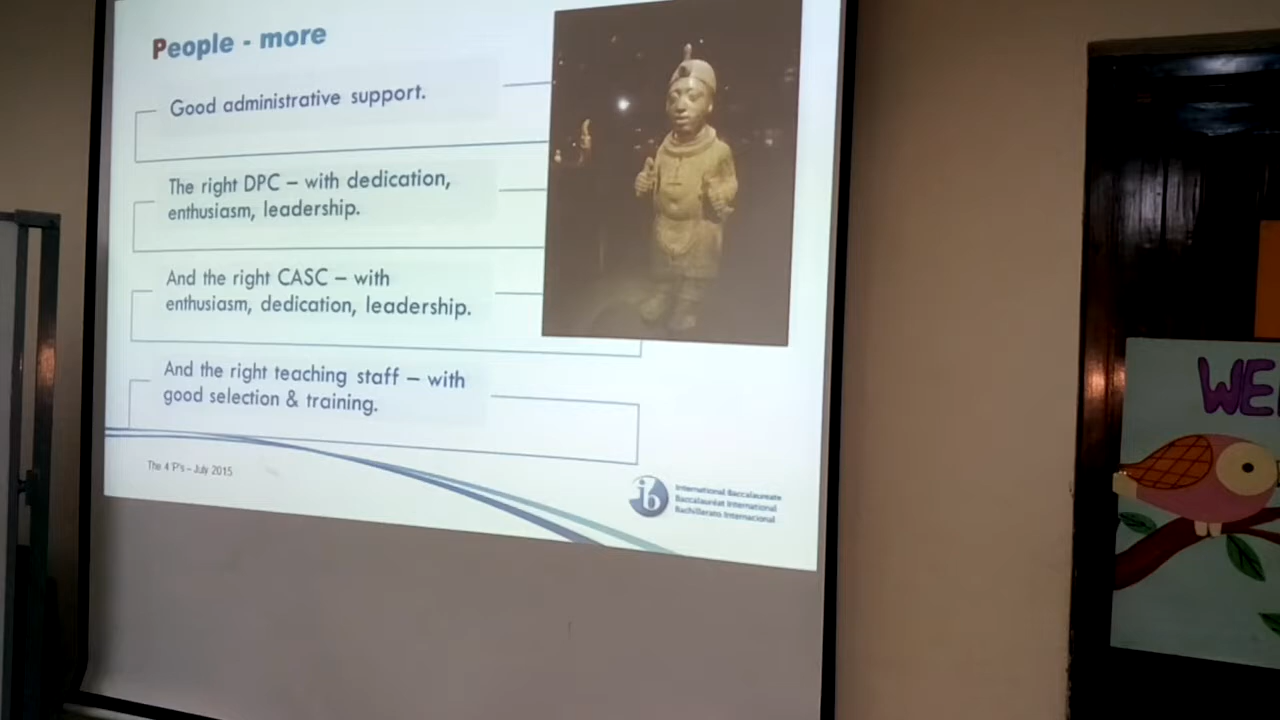 People - more
Good administrative support.
The right DPC – with dedication,
enthusiasm, leadership.
And the right CASC – with
enthusiasm, dedication, leadership.
And the right teaching staff – with
good selection & training.
The 4 'P's – July 2015
ib
International Baccalaureate
Baccalauréat International
Bachillerato Internacional
WE